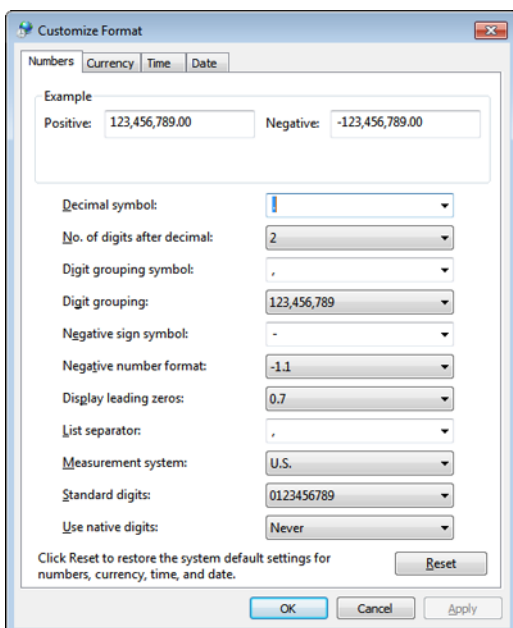 Customize Format
Numbers Currency Time Date
Example
Positive: 123,456,789.00 Negative: -123,456,789.00
Decimal symbol: .
No. of digits after decimal: 2
Digit grouping symbol: ,
Digit grouping: 123,456,789
Negative sign symbol: -
Negative number format: -1.1
Display leading zeros: 0.7
List separator: ,
Measurement system: U.S.
Standard digits: 0123456789
Use native digits: Never
Click Reset to restore the system default settings for
numbers, currency, time, and date.
Reset
OK Cancel Apply